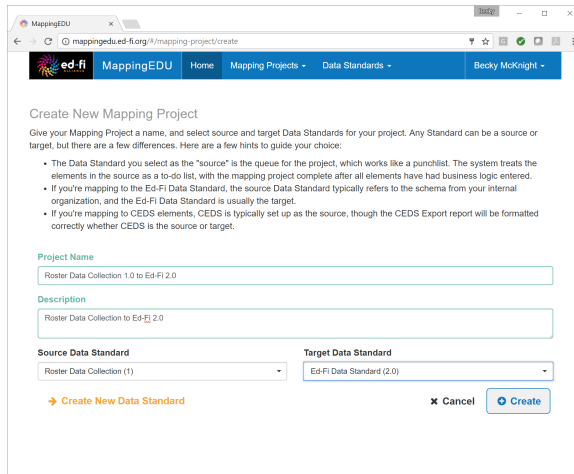 Becky
MappingEDU
mappingedu.ed-fi.org/#/mapping-project/create
ed-fi ALLIANCE MappingEDU Home Mapping Projects Data Standards Becky McKnight
Create New Mapping Project
Give your Mapping Project a name, and select source and target Data Standards for your project. Any Standard can be a source or
target, but there are a few differences. Here are a few hints to guide your choice:
• The Data Standard you select as the "source" is the queue for the project, which works like a punchlist. The system treats the
elements in the source as a to-do list, with the mapping project complete after all elements have had business logic entered.
• If you're mapping to the Ed-Fi Data Standard, the source Data Standard typically refers to the schema from your internal
organization, and the Ed-Fi Data Standard is usually the target.
• If you're mapping to CEDS elements, CEDS is typically set up as the source, though the CEDS Export report will be formatted
correctly whether CEDS is the source or target.
Project Name
Roster Data Collection 1.0 to Ed-Fi 2.0
Description
Roster Data Collection to Ed-Fi 2.0
Source Data Standard Target Data Standard
Roster Data Collection (1) Ed-Fi Data Standard (2.0)
Create New Data Standard Cancel Create